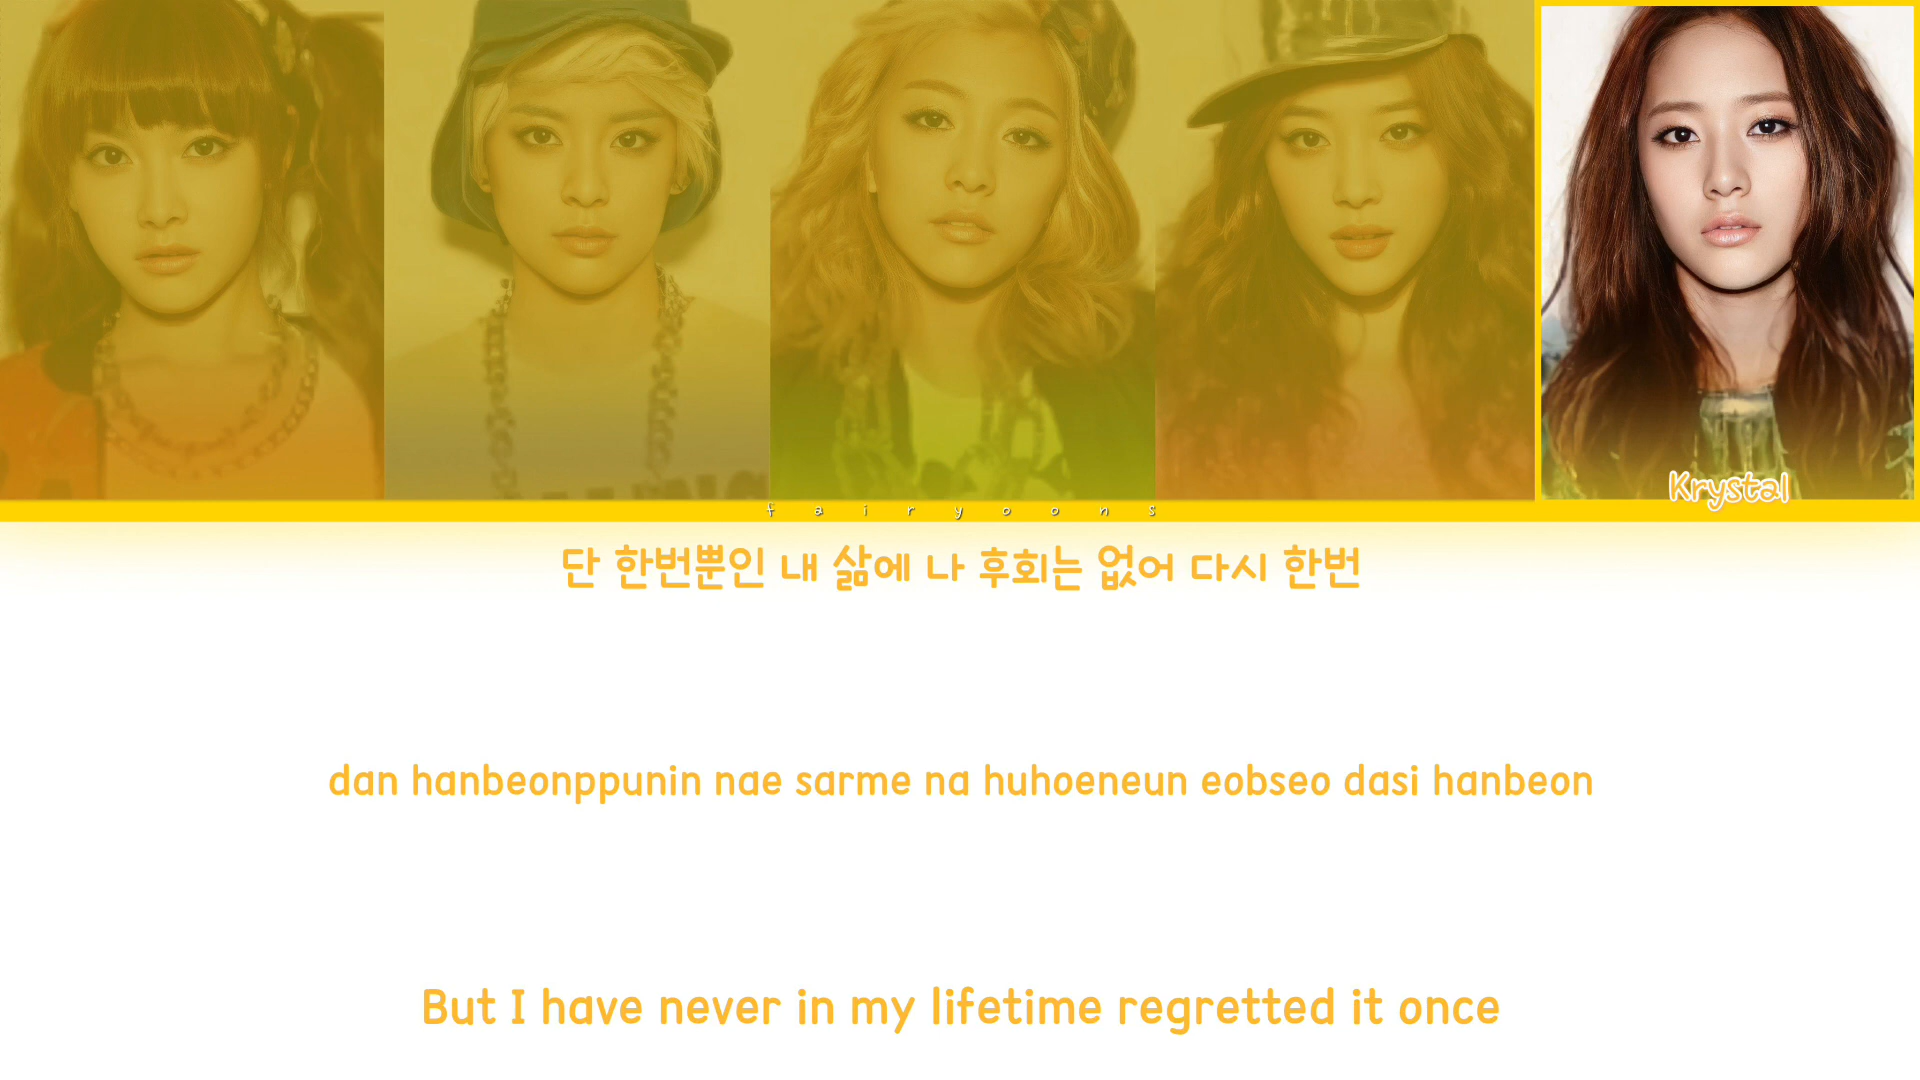 Krystal
fairyoons
단 한번뿐인 내 삶에 나 후회는 없어 다시 한번
dan hanbeonppunin nae sarme na huhoeneun eobseo dasi hanbeon
But I have never in my lifetime regretted it once